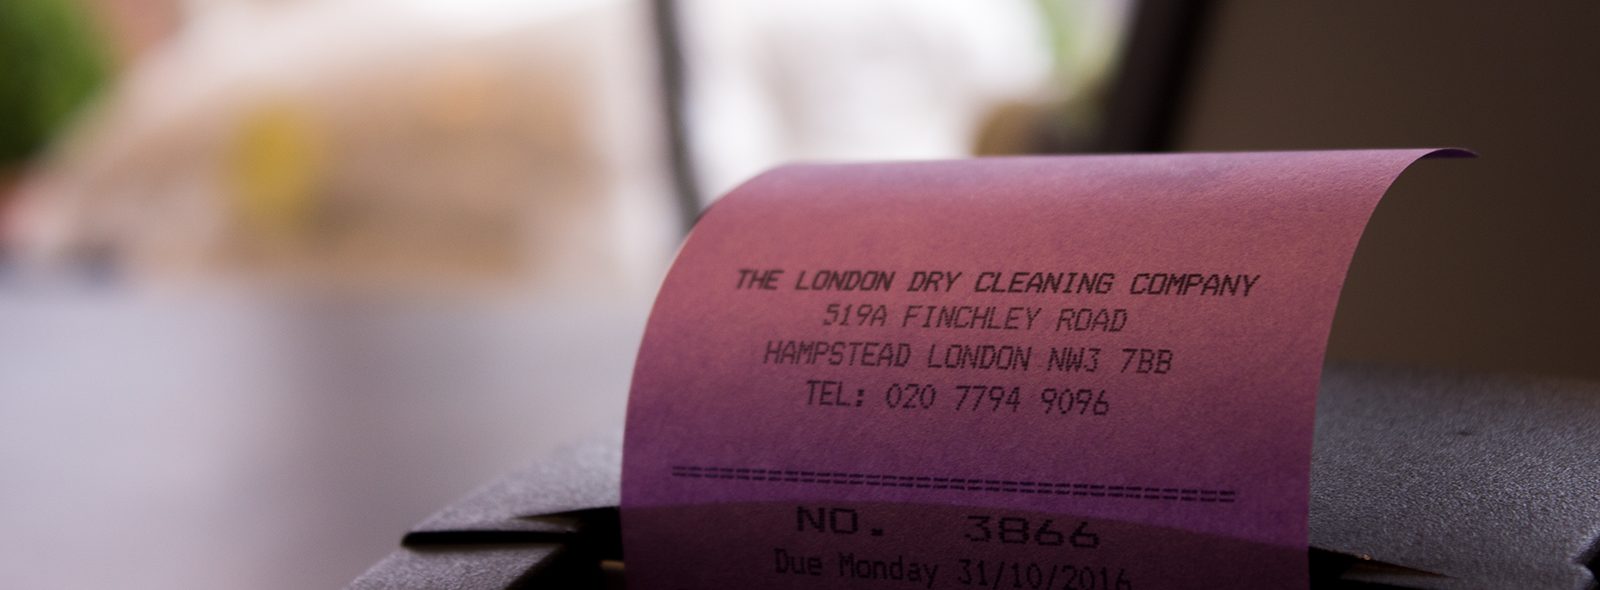 THE LONDON DRY CLEANING COMPANY
519A FINCHLEY ROAD
HAMPSTEAD LONDON NW3 7BB
TEL: 020 7794 9096
================================
NO. 3866
Due Monday 31/10/2016